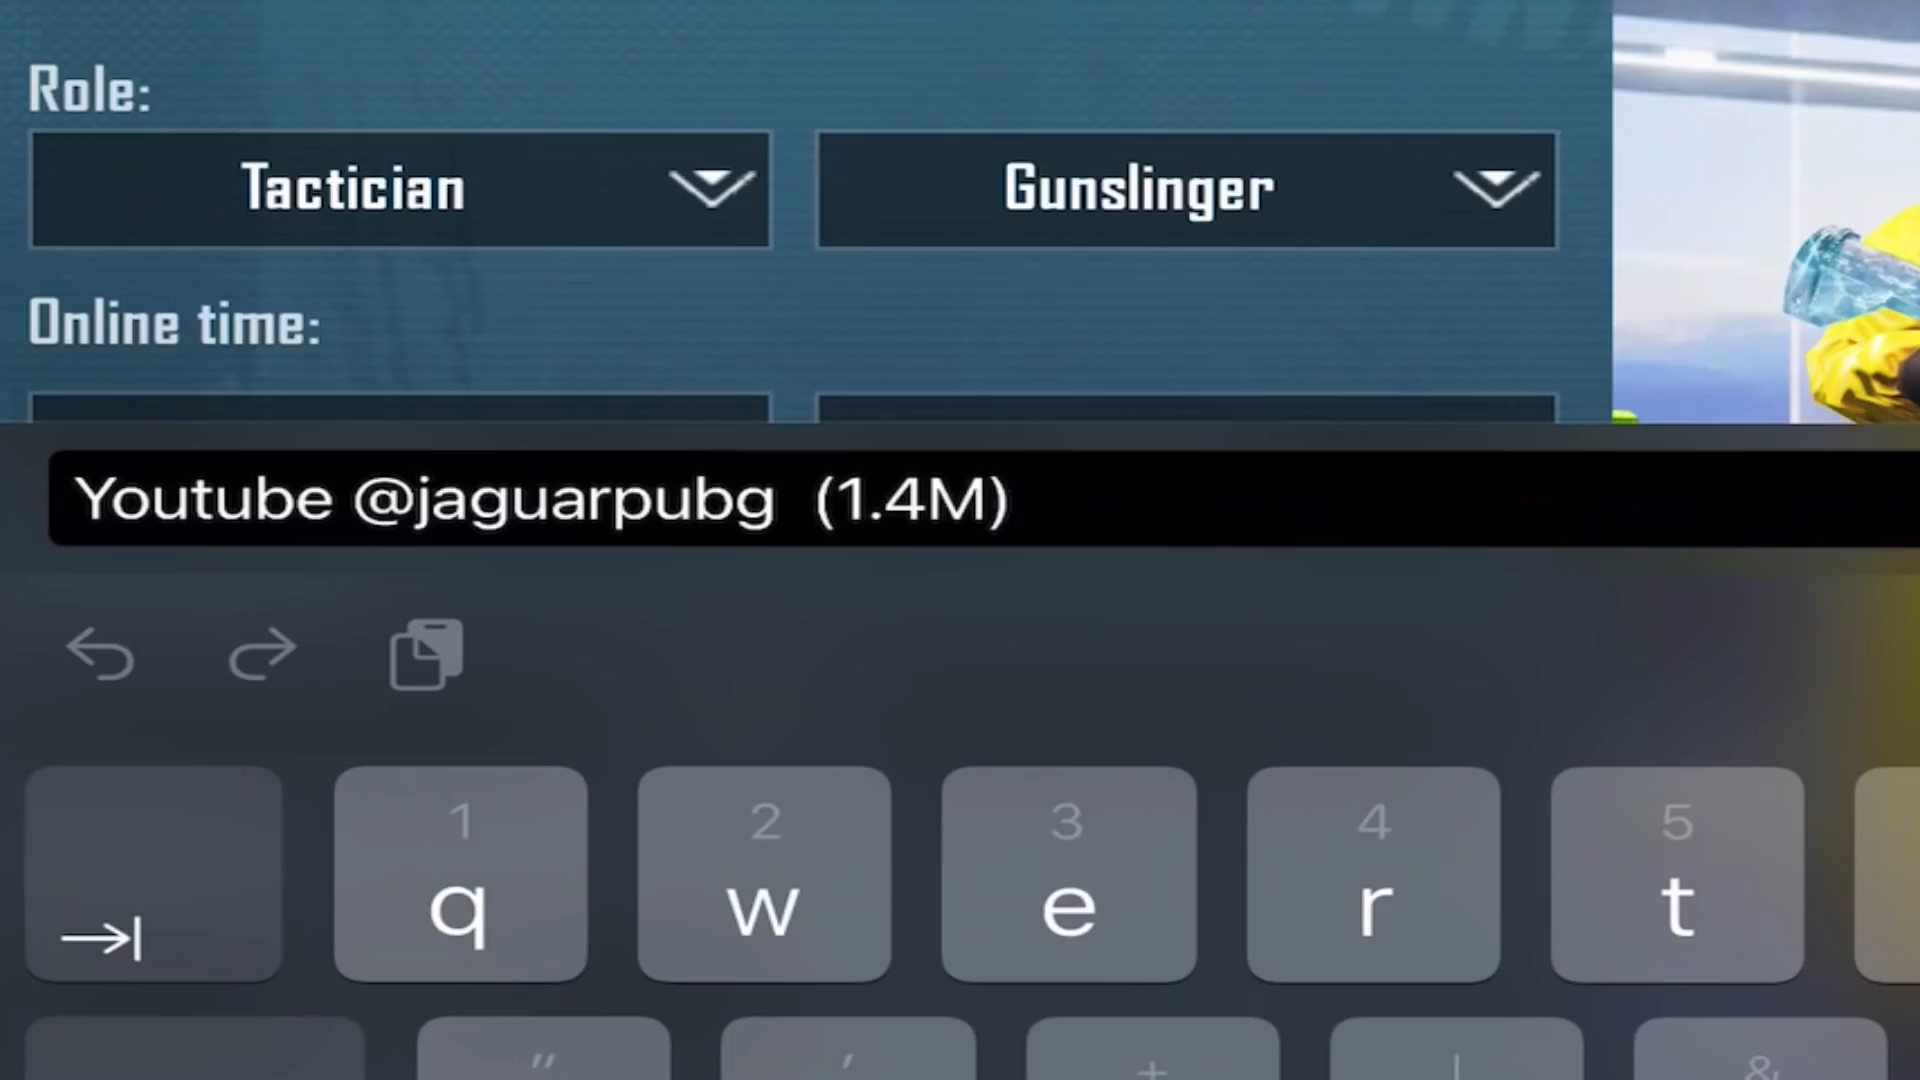 Role:
Tactician Gunslinger
Online time:
Youtube @jaguarpubg (1.4M)
1 2 3 4 5
q w e r t
" ' + | &